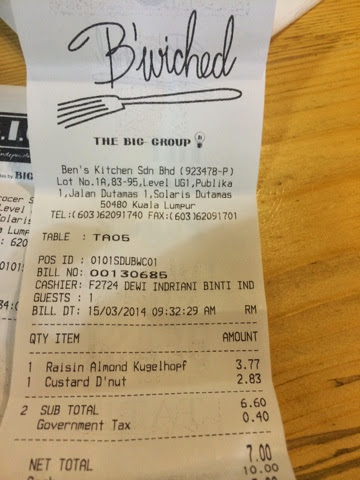 B'wiched
THE BIG GROUP
Ben's Kitchen Sdn Bhd (923478-P)
Lot No.1A,83-95,Level UG1,Publika
1,Jalan Dutamas 1,Solaris Dutamas
50480 Kuala Lumpur
TEL:(603)62091740 FAX:(603)62091701
TABLE : TA05
POS ID : 0101SDUBWC01
BILL NO: 00130685
CASHIER: F2724 DEWI INDRIANI BINTI IND
GUESTS : 1
BILL DT: 15/03/2014 09:32:29 AM RM
QTY ITEM AMOUNT
1 Raisin Almond Kugelhopf 3.77
1 Custard D'nut 2.83
2 SUB TOTAL 6.60
Government Tax 0.40
NET TOTAL 7.00
10.00